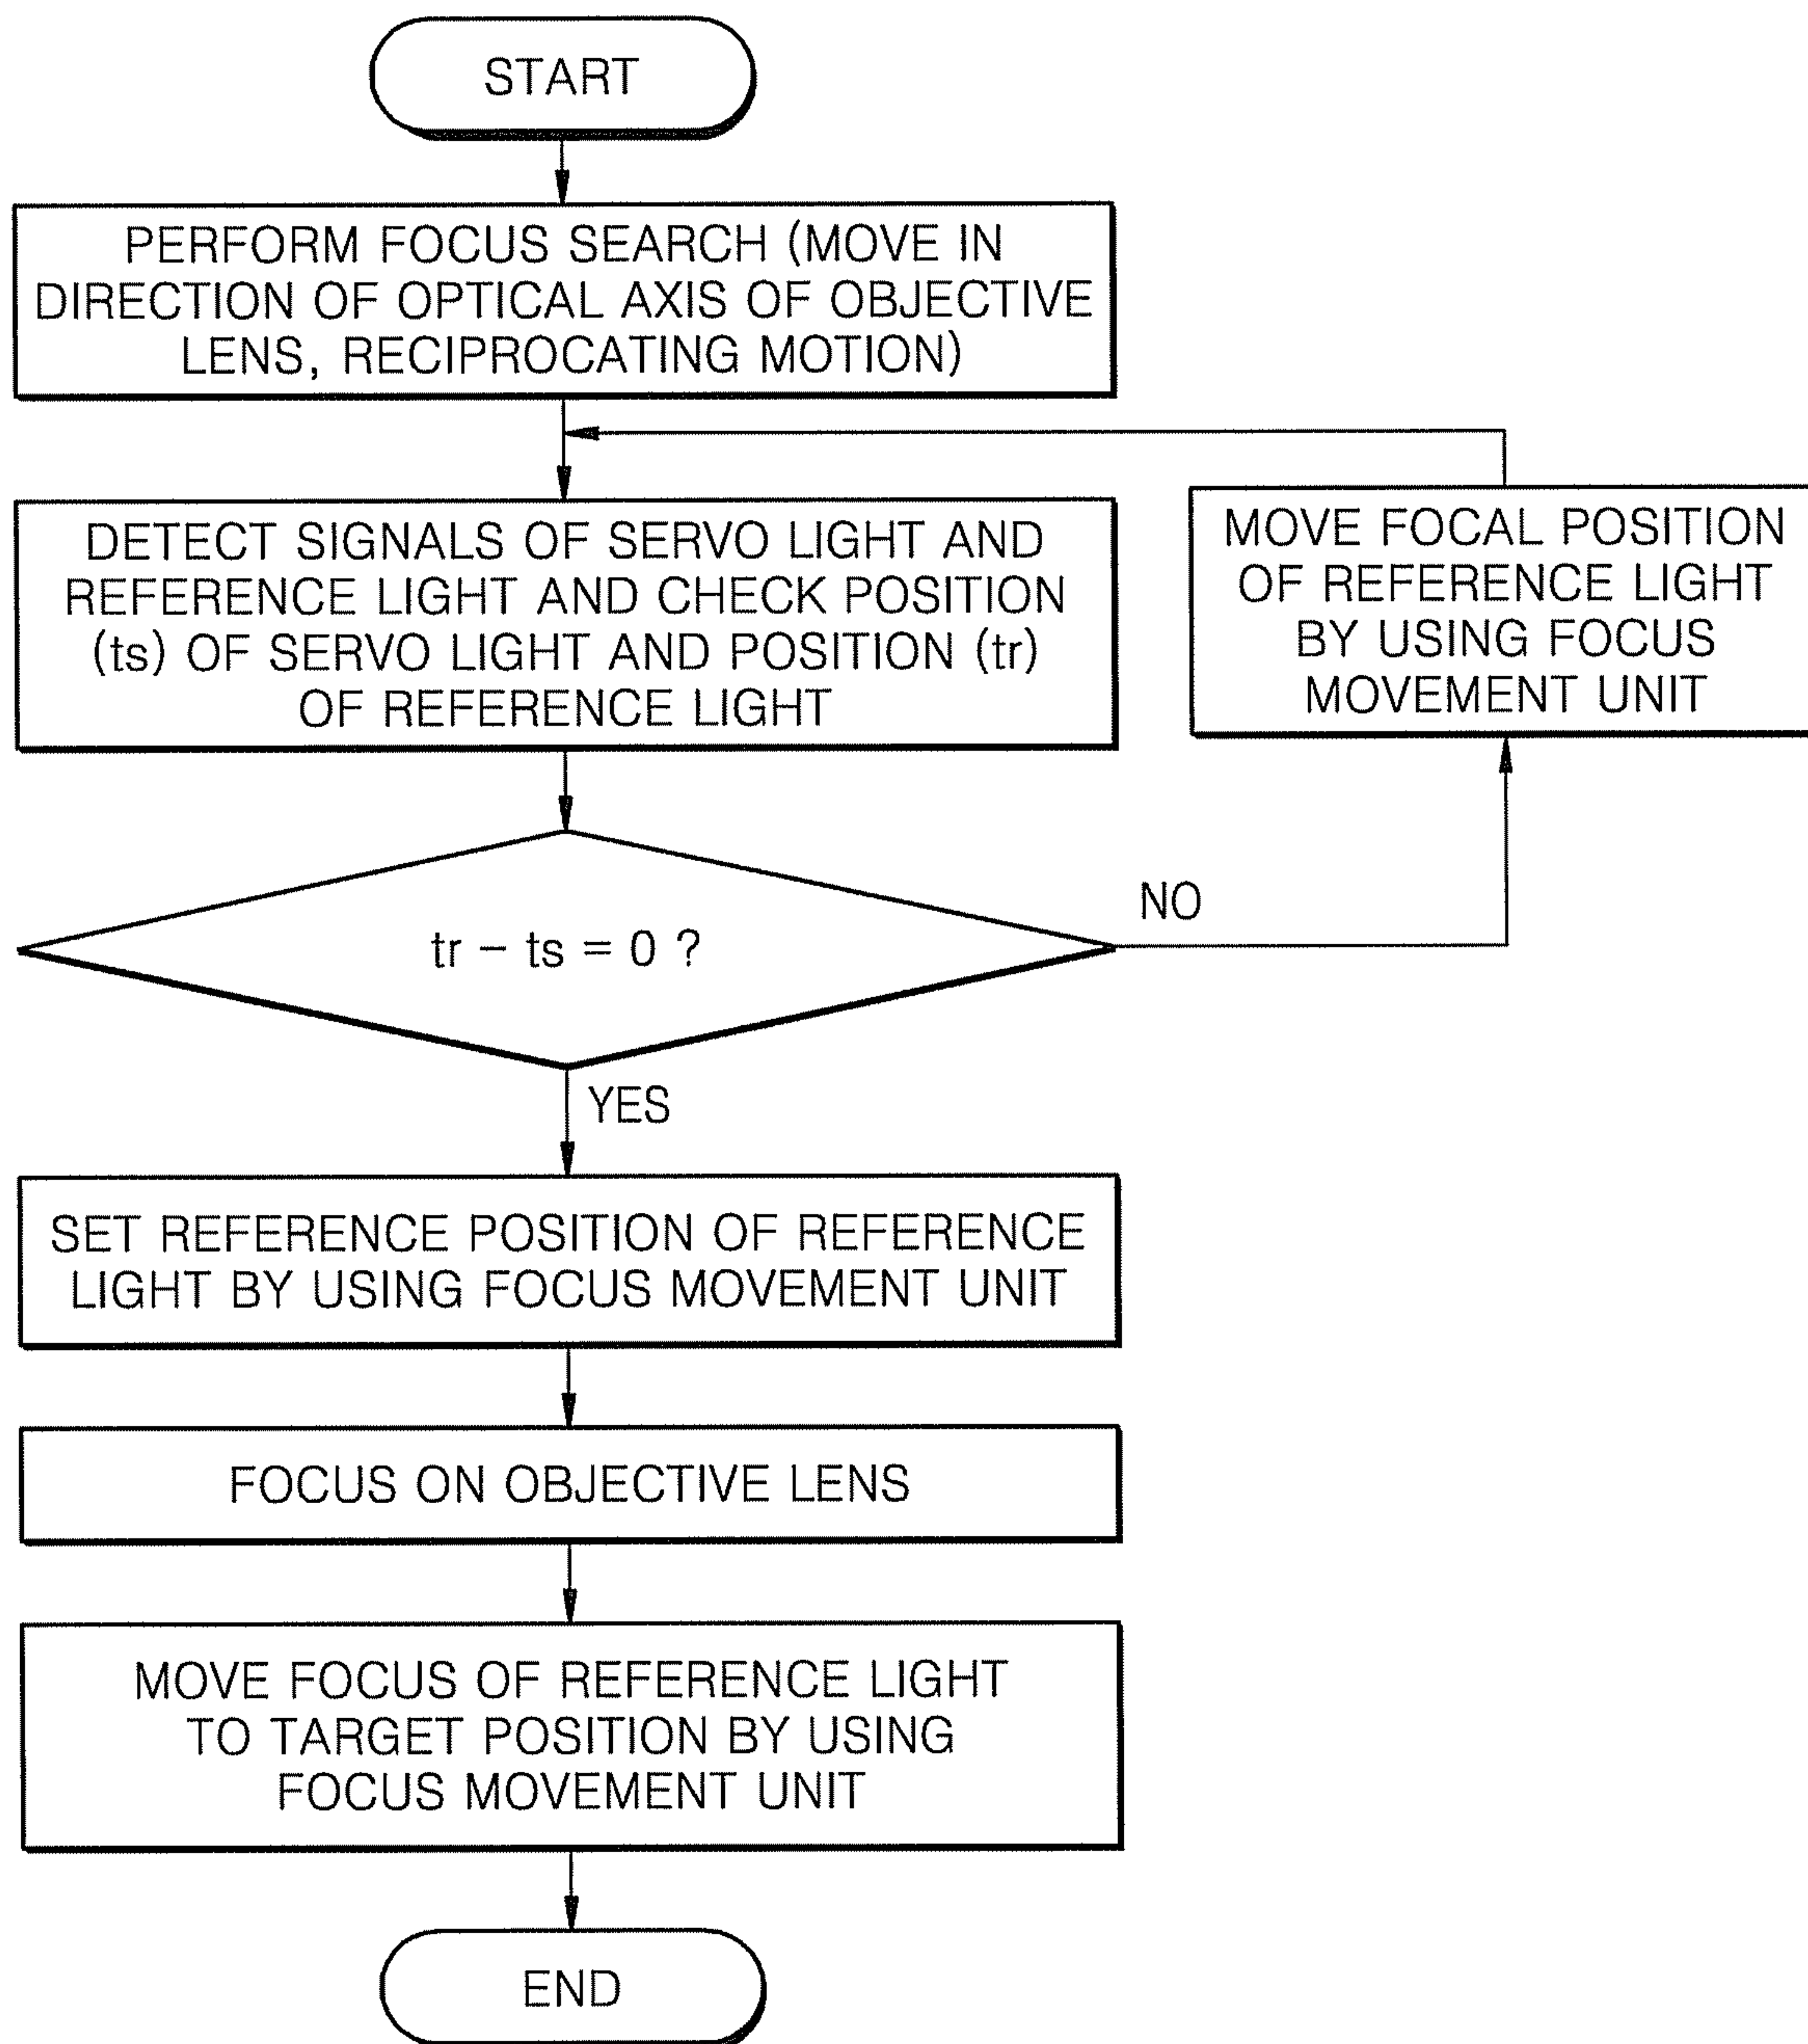 START
PERFORM FOCUS SEARCH (MOVE IN
DIRECTION OF OPTICAL AXIS OF OBJECTIVE
LENS, RECIPROCATING MOTION)
DETECT SIGNALS OF SERVO LIGHT AND
REFERENCE LIGHT AND CHECK POSITION
(ts) OF SERVO LIGHT AND POSITION (tr)
OF REFERENCE LIGHT
MOVE FOCAL POSITION
OF REFERENCE LIGHT
BY USING FOCUS
MOVEMENT UNIT
tr – ts = 0 ?
NO
YES
SET REFERENCE POSITION OF REFERENCE
LIGHT BY USING FOCUS MOVEMENT UNIT
FOCUS ON OBJECTIVE LENS
MOVE FOCUS OF REFERENCE LIGHT
TO TARGET POSITION BY USING
FOCUS MOVEMENT UNIT
END